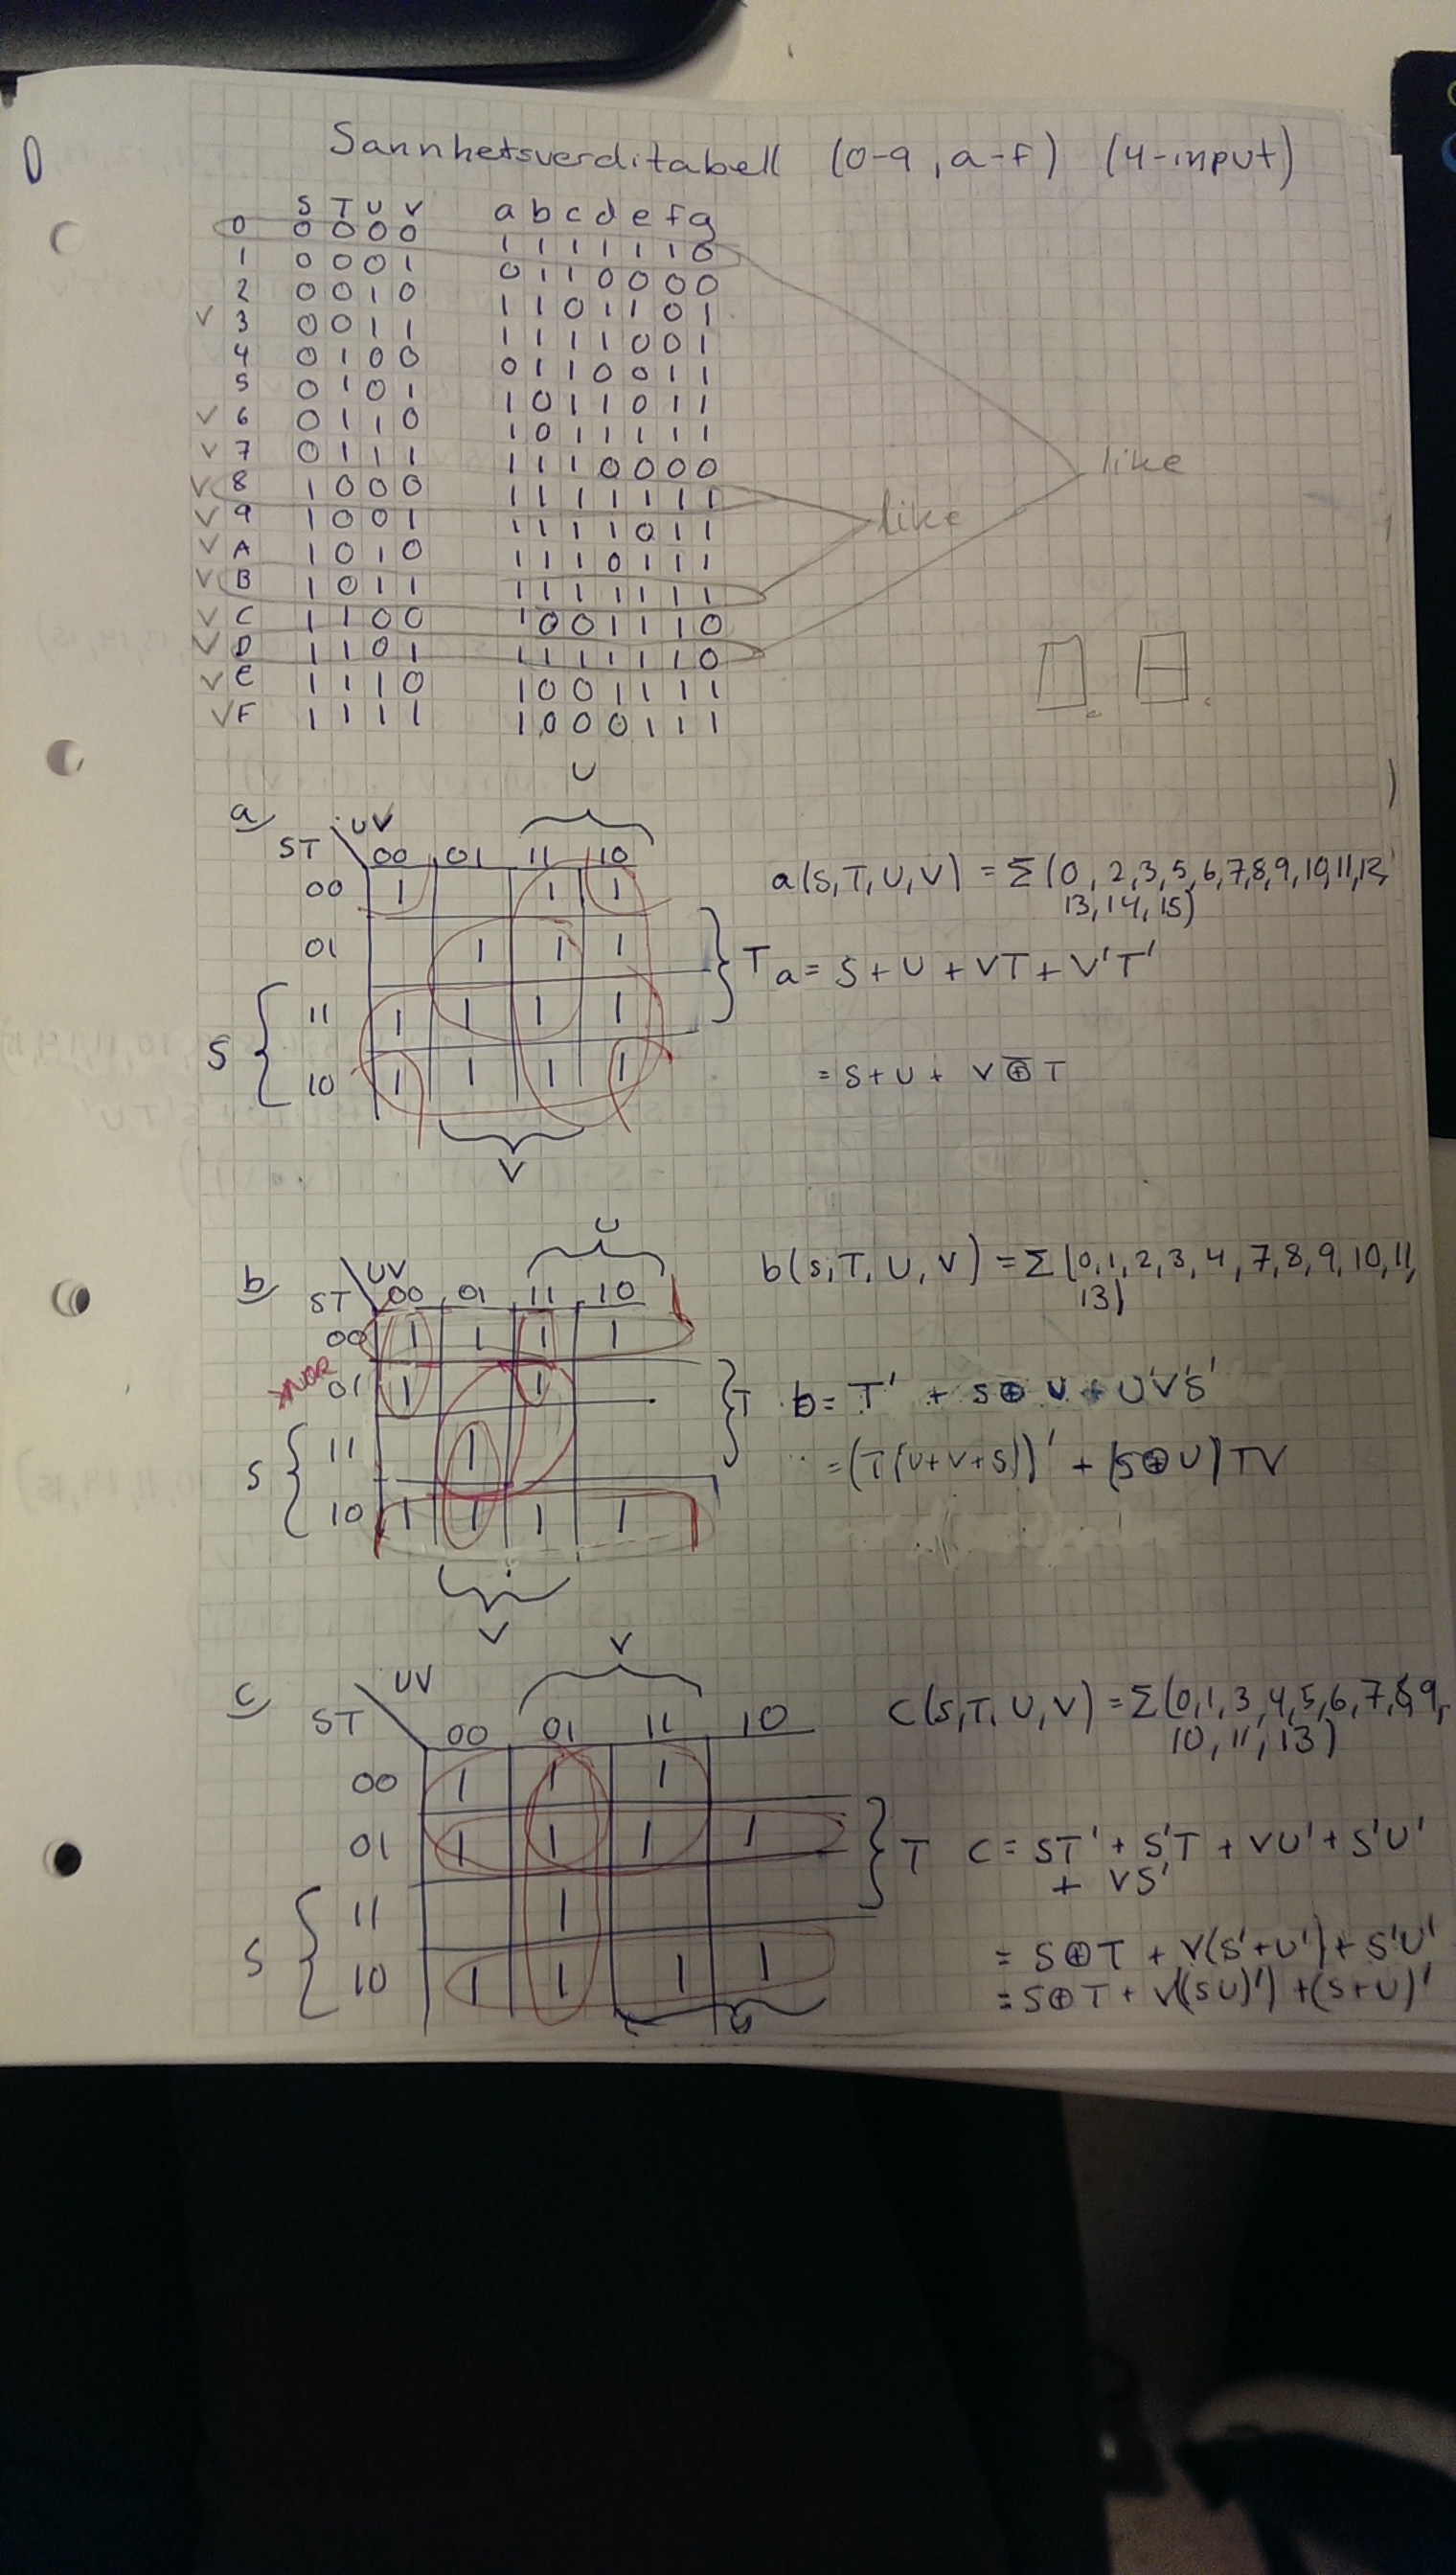 Sannhetsverditabell (0-9, a-f) (4-input)
S T U V a b c d e f g
0 0 0 0 0 1 1 1 1 1 1 0
1 0 0 0 1 0 1 1 0 0 0 0
2 0 0 1 0 1 1 0 1 1 0 1
✓ 3 0 0 1 1 1 1 1 1 0 0 1
4 0 1 0 0 0 1 1 0 0 1 1
5 0 1 0 1 1 0 1 1 0 1 1
✓ 6 0 1 1 0 1 0 1 1 1 1 1
✓ 7 0 1 1 1 1 1 1 0 0 0 0
like
✓ 8 1 0 0 0 1 1 1 1 1 1 1
✓ 9 1 0 0 1 1 1 1 1 0 1 1
like
✓ A 1 0 1 0 1 1 1 0 1 1 1
✓ B 1 0 1 1 1 1 1 1 1 1 1
✓ C 1 1 0 0 1 0 0 1 1 1 0
✓ D 1 1 0 1 1 1 1 1 1 1 0
✓ E 1 1 1 0 1 0 0 1 1 1 1
✓ F 1 1 1 1 1 0 0 0 1 1 1
U
a
UV
ST 00 01 11 10
a(S,T,U,V) = Σ(0, 2,3,5,6,7,8,9,10,11,12,
13,14,15)
00 1 1 1
01 1 1 1
T
a = S+U+VT+V'T'
11 1 1 1 1
S
= S+U+ V ⊕ T
10 1 1 1 1
V
U
b
UV
ST 00 01 11 10
b(S,T,U,V) = Σ(0,1,2,3,4,7,8,9,10,11,
13)
00 1 1 1 1
XNOR
01 1 1
T
b = T' + S⊕U + U'V'S'
11 1
S
=(T(U+V+S))' + (S⊕U)TV
10 1 1 1 1
V
V
c
UV
ST 00 01 11 10
C(S,T,U,V) = Σ(0,1,3,4,5,6,7,8,9,
10,11,13)
00 1 1 1
01 1 1 1 1
T
C = ST' + S'T + VU' + S'U'
+ VS'
11 1
S
= S⊕T + V(S'+U') + S'U'
10 1 1 1 1
= S⊕T + V((SU)') + (S+U)'
U